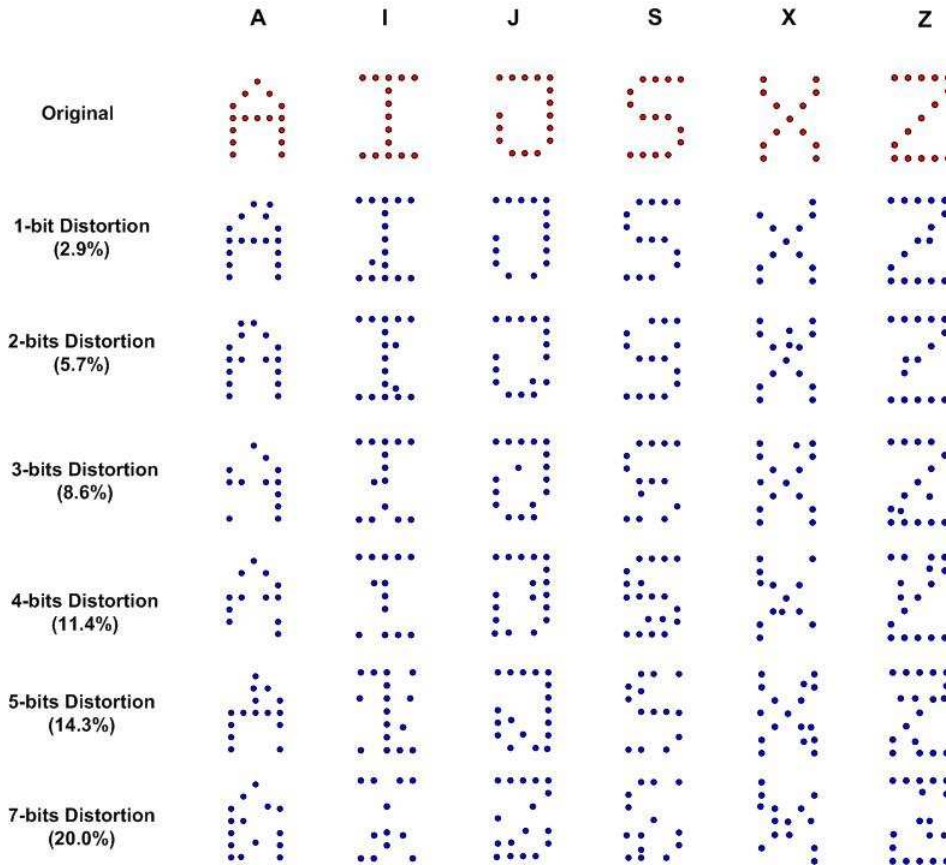 A I J S X Z
Original
1-bit Distortion
(2.9%)
2-bits Distortion
(5.7%)
3-bits Distortion
(8.6%)
4-bits Distortion
(11.4%)
5-bits Distortion
(14.3%)
7-bits Distortion
(20.0%)